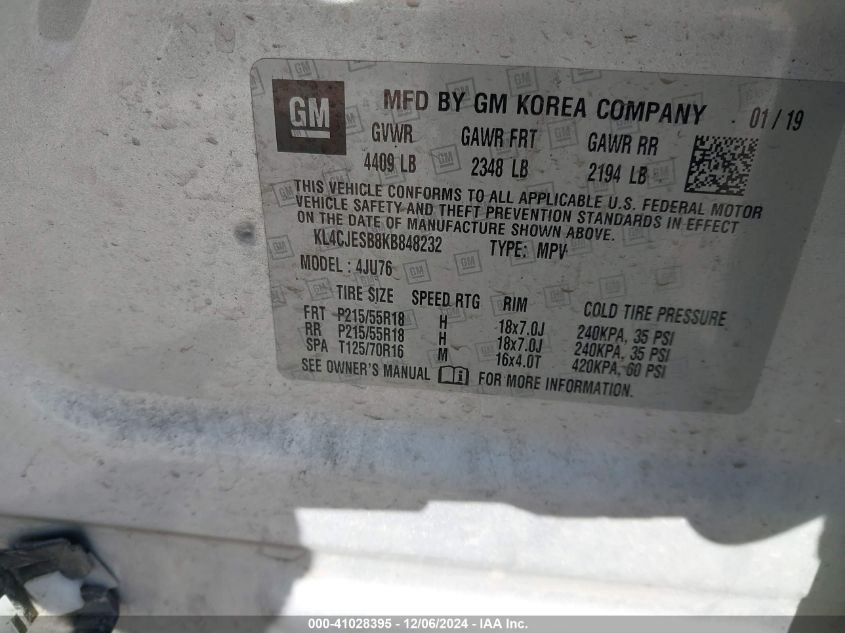 GM MFD BY GM KOREA COMPANY 01/19
GVWR GAWR FRT GAWR RR
4409 LB 2348 LB 2194 LB
THIS VEHICLE CONFORMS TO ALL APPLICABLE U.S. FEDERAL MOTOR
VEHICLE SAFETY AND THEFT PREVENTION STANDARDS IN EFFECT
ON THE DATE OF MANUFACTURE SHOWN ABOVE.
KL4CJESB8KB848232 TYPE: MPV
MODEL: 4JU76
TIRE SIZE SPEED RTG RIM COLD TIRE PRESSURE
FRT P215/55R18 H 18x7.0J 240KPA, 35 PSI
RR P215/55R18 H 18x7.0J 240KPA, 35 PSI
SPA T125/70R16 M 16x4.0T 420KPA, 60 PSI
SEE OWNER'S MANUAL FOR MORE INFORMATION.
000-41028395 - 12/06/2024 - IAA Inc.